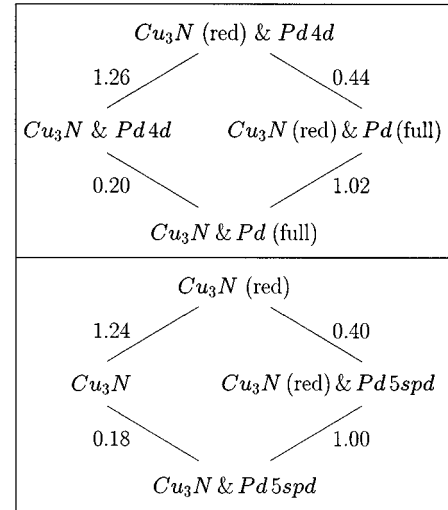 Cu₃N (red) & Pd 4d
1.26 0.44
Cu₃N & Pd 4d Cu₃N (red) & Pd (full)
0.20 1.02
Cu₃N & Pd (full)
Cu₃N (red)
1.24 0.40
Cu₃N Cu₃N (red) & Pd 5spd
0.18 1.00
Cu₃N & Pd 5spd